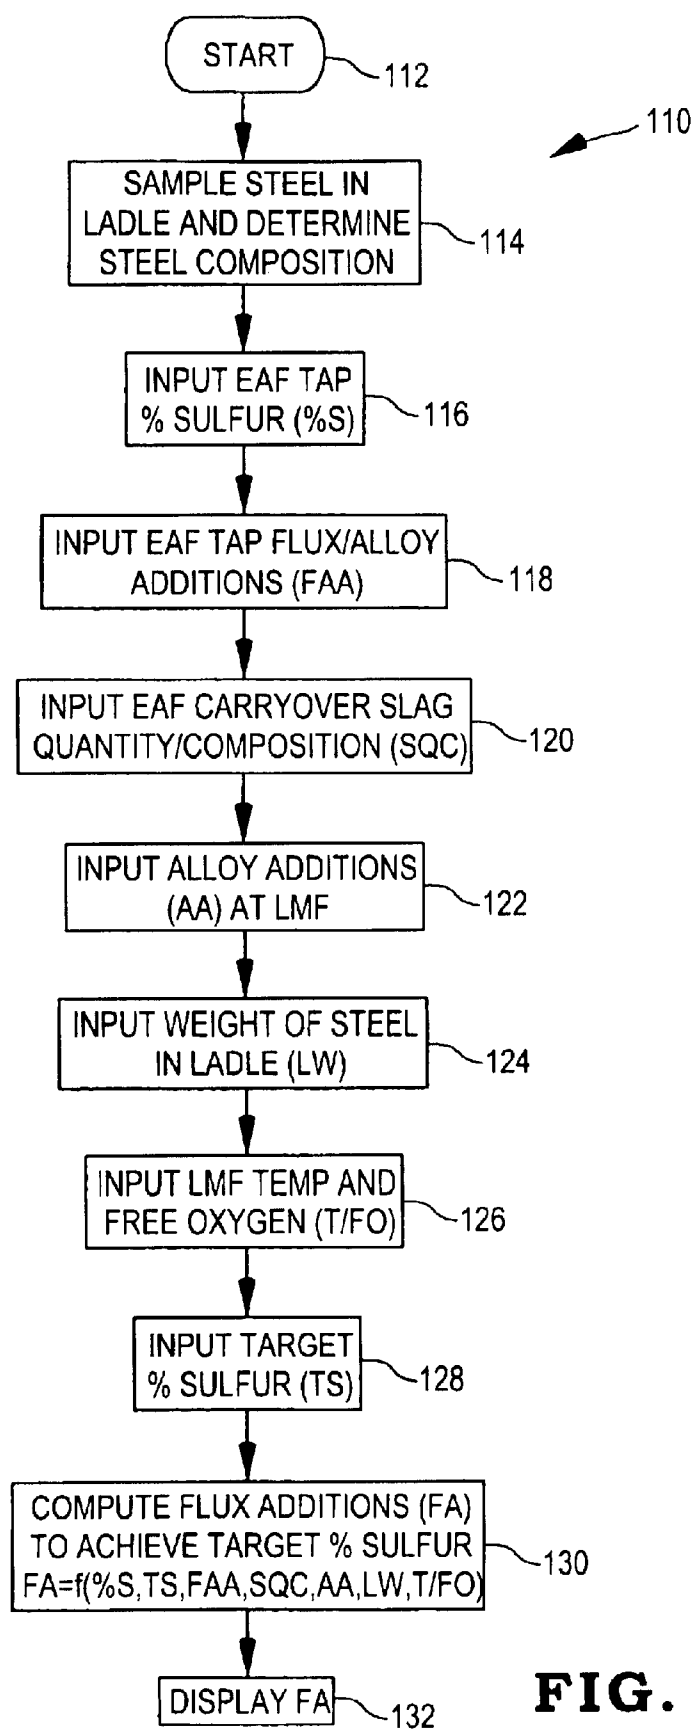 START
112
110
SAMPLE STEEL IN
LADLE AND DETERMINE
STEEL COMPOSITION
114
INPUT EAF TAP
% SULFUR (%S)
116
INPUT EAF TAP FLUX/ALLOY
ADDITIONS (FAA)
118
INPUT EAF CARRYOVER SLAG
QUANTITY/COMPOSITION (SQC)
120
INPUT ALLOY ADDITIONS
(AA) AT LMF
122
INPUT WEIGHT OF STEEL
IN LADLE (LW)
124
INPUT LMF TEMP AND
FREE OXYGEN (T/FO)
126
INPUT TARGET
% SULFUR (TS)
128
COMPUTE FLUX ADDITIONS (FA)
TO ACHIEVE TARGET % SULFUR
FA=f(%S,TS,FAA,SQC,AA,LW,T/FO)
130
DISPLAY FA
132
FIG.